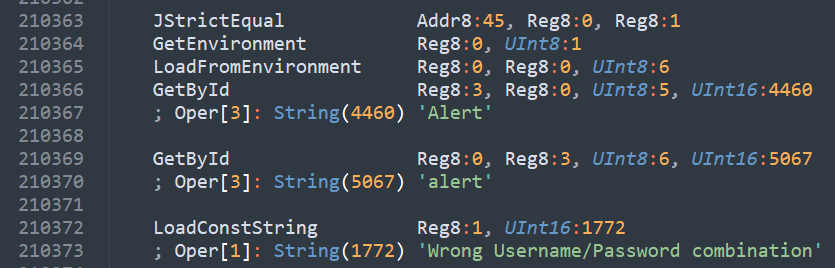 210363 JStrictEqual Addr8:45, Reg8:0, Reg8:1
210364 GetEnvironment Reg8:0, UInt8:1
210365 LoadFromEnvironment Reg8:0, Reg8:0, UInt8:6
210366 GetById Reg8:3, Reg8:0, UInt8:5, UInt16:4460
210367 ; Oper[3]: String(4460) 'Alert'
210368
210369 GetById Reg8:0, Reg8:3, UInt8:6, UInt16:5067
210370 ; Oper[3]: String(5067) 'alert'
210371
210372 LoadConstString Reg8:1, UInt16:1772
210373 ; Oper[1]: String(1772) 'Wrong Username/Password combination'